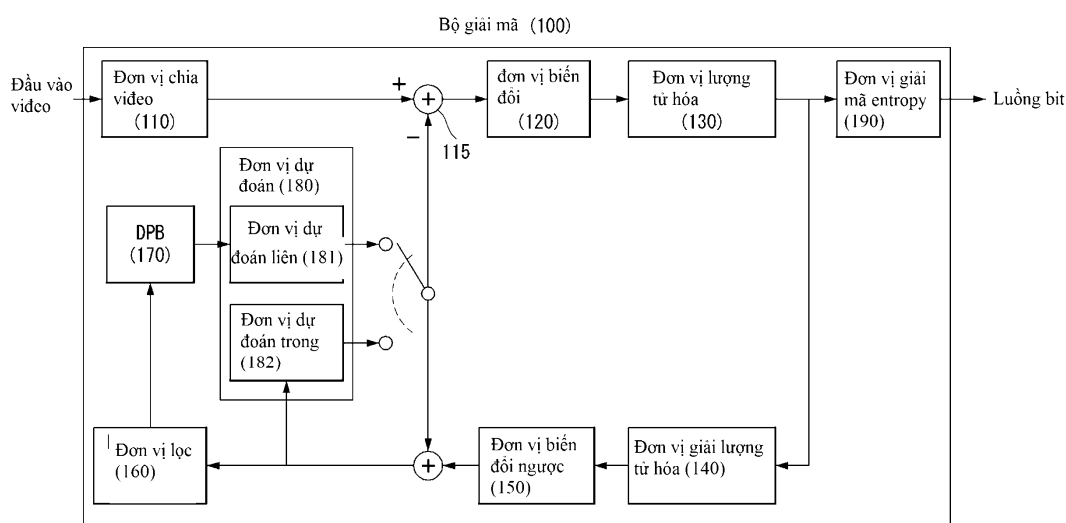 Bộ giải mã (100)
Đầu vào
viđeo
Đơn vị chia
viđeo
(110)
+
+
−
115
đơn vị biến
đổi
(120)
Đơn vị lượng
tử hóa
(130)
Đơn vị giải
mã entropy
(190)
Luồng bit
Đơn vị dự
đoán (180)
DPB
(170)
Đơn vị dự
đoán liên (181)
Đơn vị dự
đoán trong
(182)
Đơn vị lọc
(160)
+
Đơn vị biến
đổi ngược
(150)
Đơn vị giải lượng
tử hóa (140)